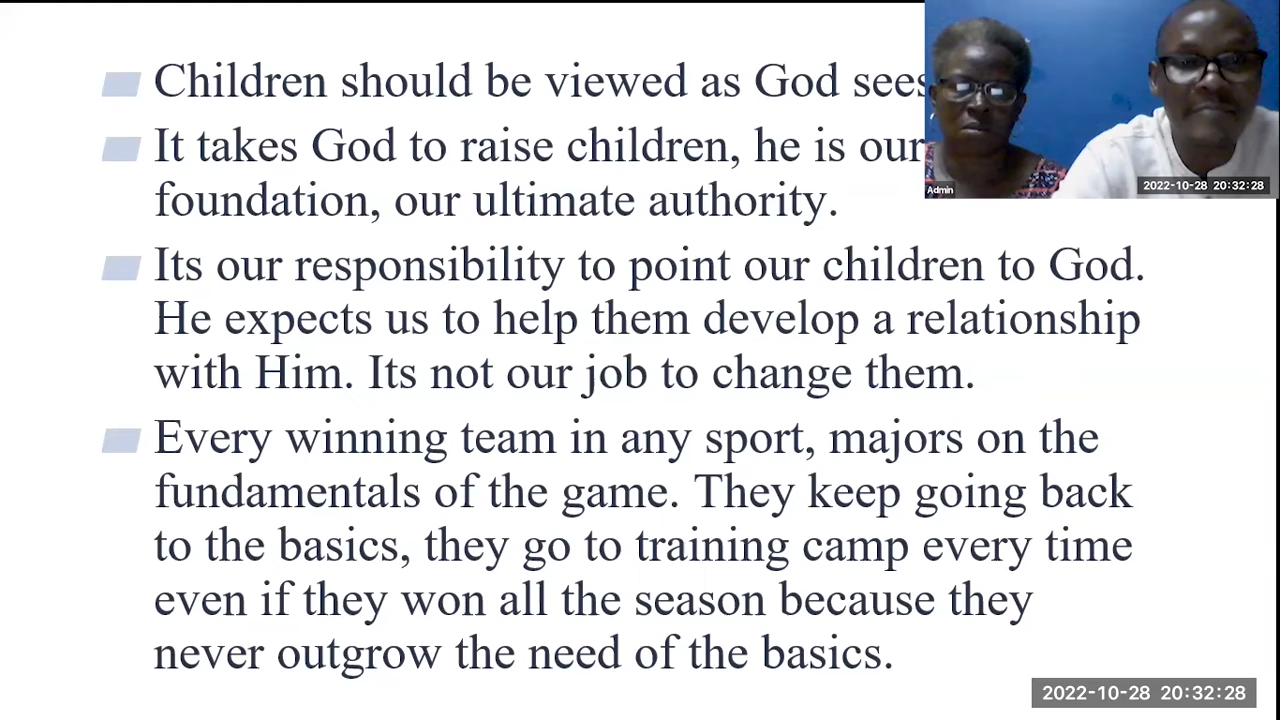 Children should be viewed as God sees
It takes God to raise children, he is our
foundation, our ultimate authority.
Its our responsibility to point our children to God.
He expects us to help them develop a relationship
with Him. Its not our job to change them.
Every winning team in any sport, majors on the
fundamentals of the game. They keep going back
to the basics, they go to training camp every time
even if they won all the season because they
never outgrow the need of the basics.
Admin
2022-10-28 20:32:28
2022-10-28 20:32:28